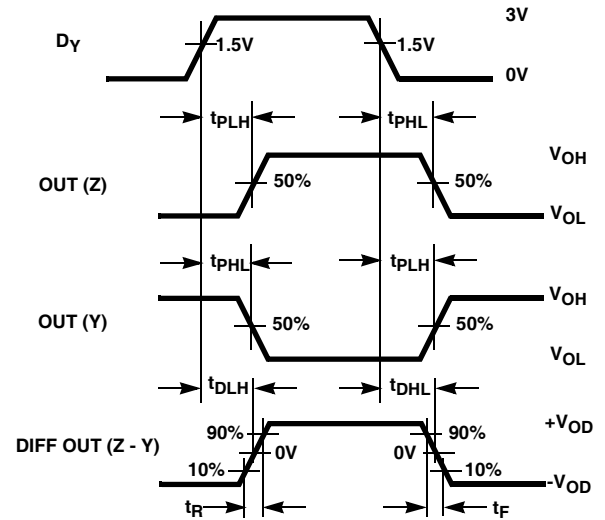 3V
DY
1.5V
1.5V
0V
tPLH
tPHL
VOH
OUT (Z)
50%
50%
VOL
tPHL
tPLH
VOH
OUT (Y)
50%
50%
VOL
tDLH
tDHL
+VOD
90%
90%
DIFF OUT (Z - Y)
0V
0V
10%
10%
-VOD
tR
tF